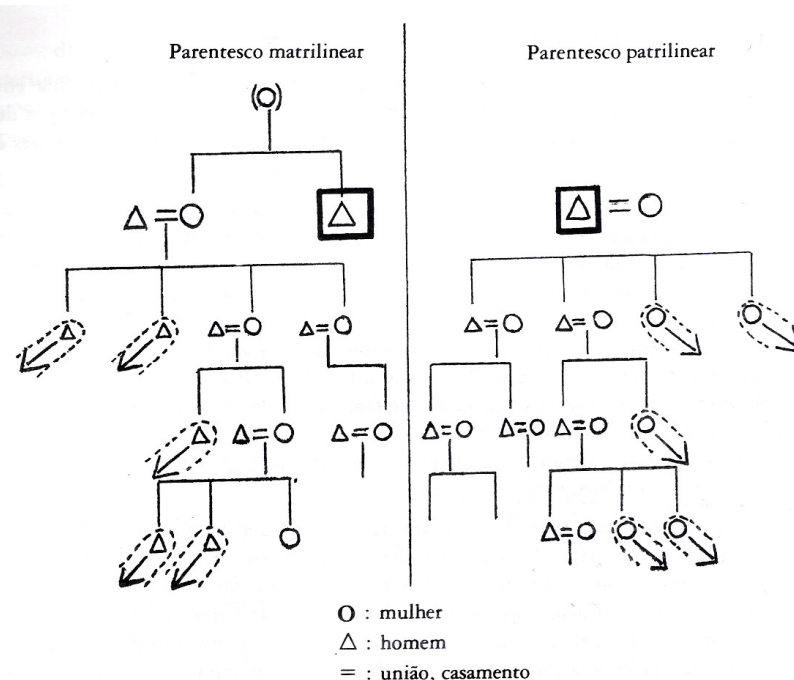 Parentesco matrilinear
Parentesco patrilinear
O : mulher
Δ : homem
= : união, casamento